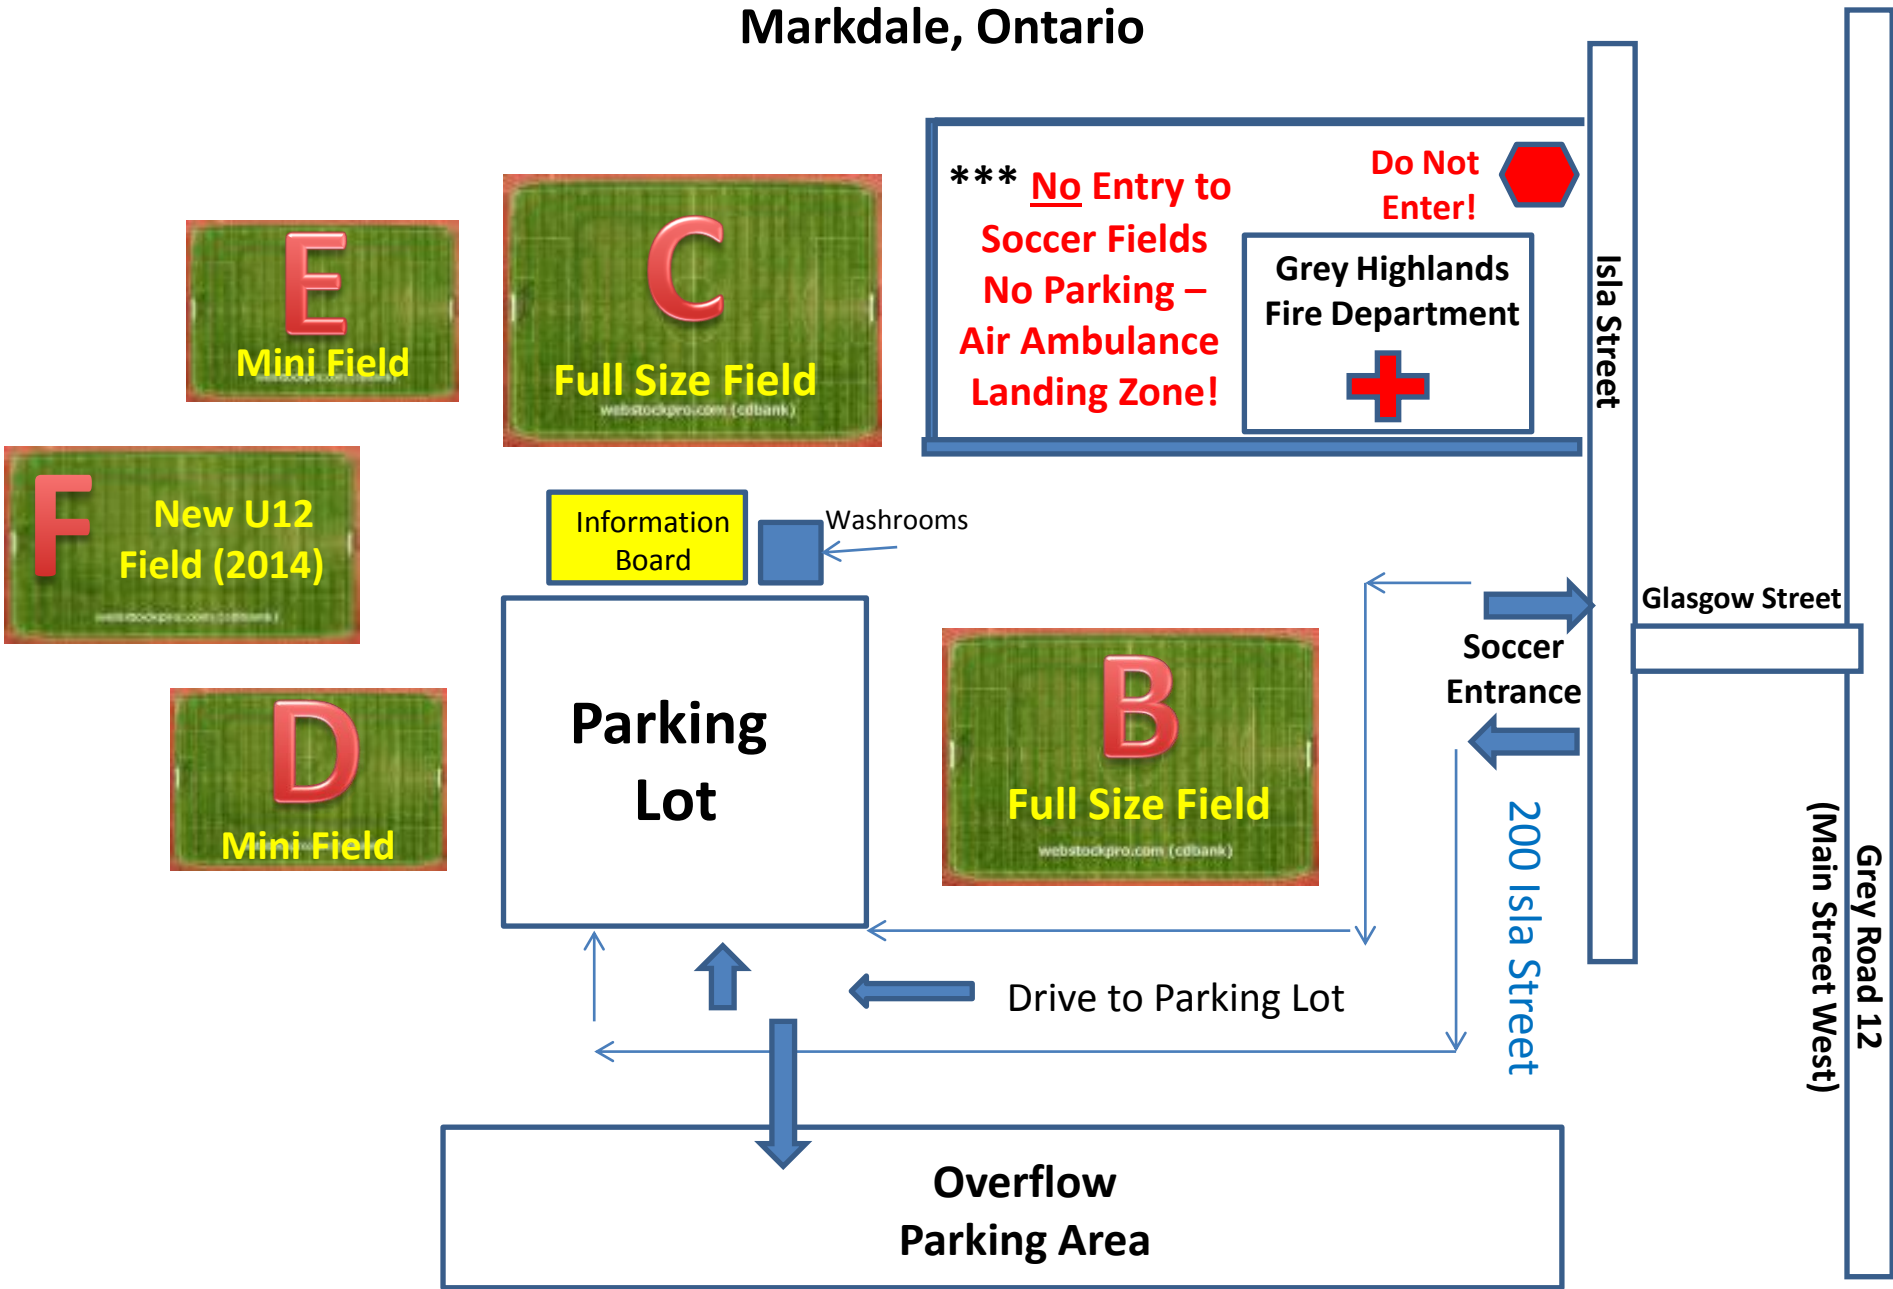 Markdale, Ontario
*** No Entry to
Soccer Fields
No Parking –
Air Ambulance
Landing Zone!
Do Not
Enter!
Grey Highlands
Fire Department
Isla Street
E
Mini Field
C
Full Size Field
webstockpro.com (cdbank)
F
New U12
Field (2014)
webstockpro.com (cdbank)
Information
Board
Washrooms
Glasgow Street
Soccer
Entrance
D
Mini Field
Parking
Lot
B
Full Size Field
webstockpro.com (cdbank)
200 Isla Street
Grey Road 12
(Main Street West)
Drive to Parking Lot
Overflow
Parking Area